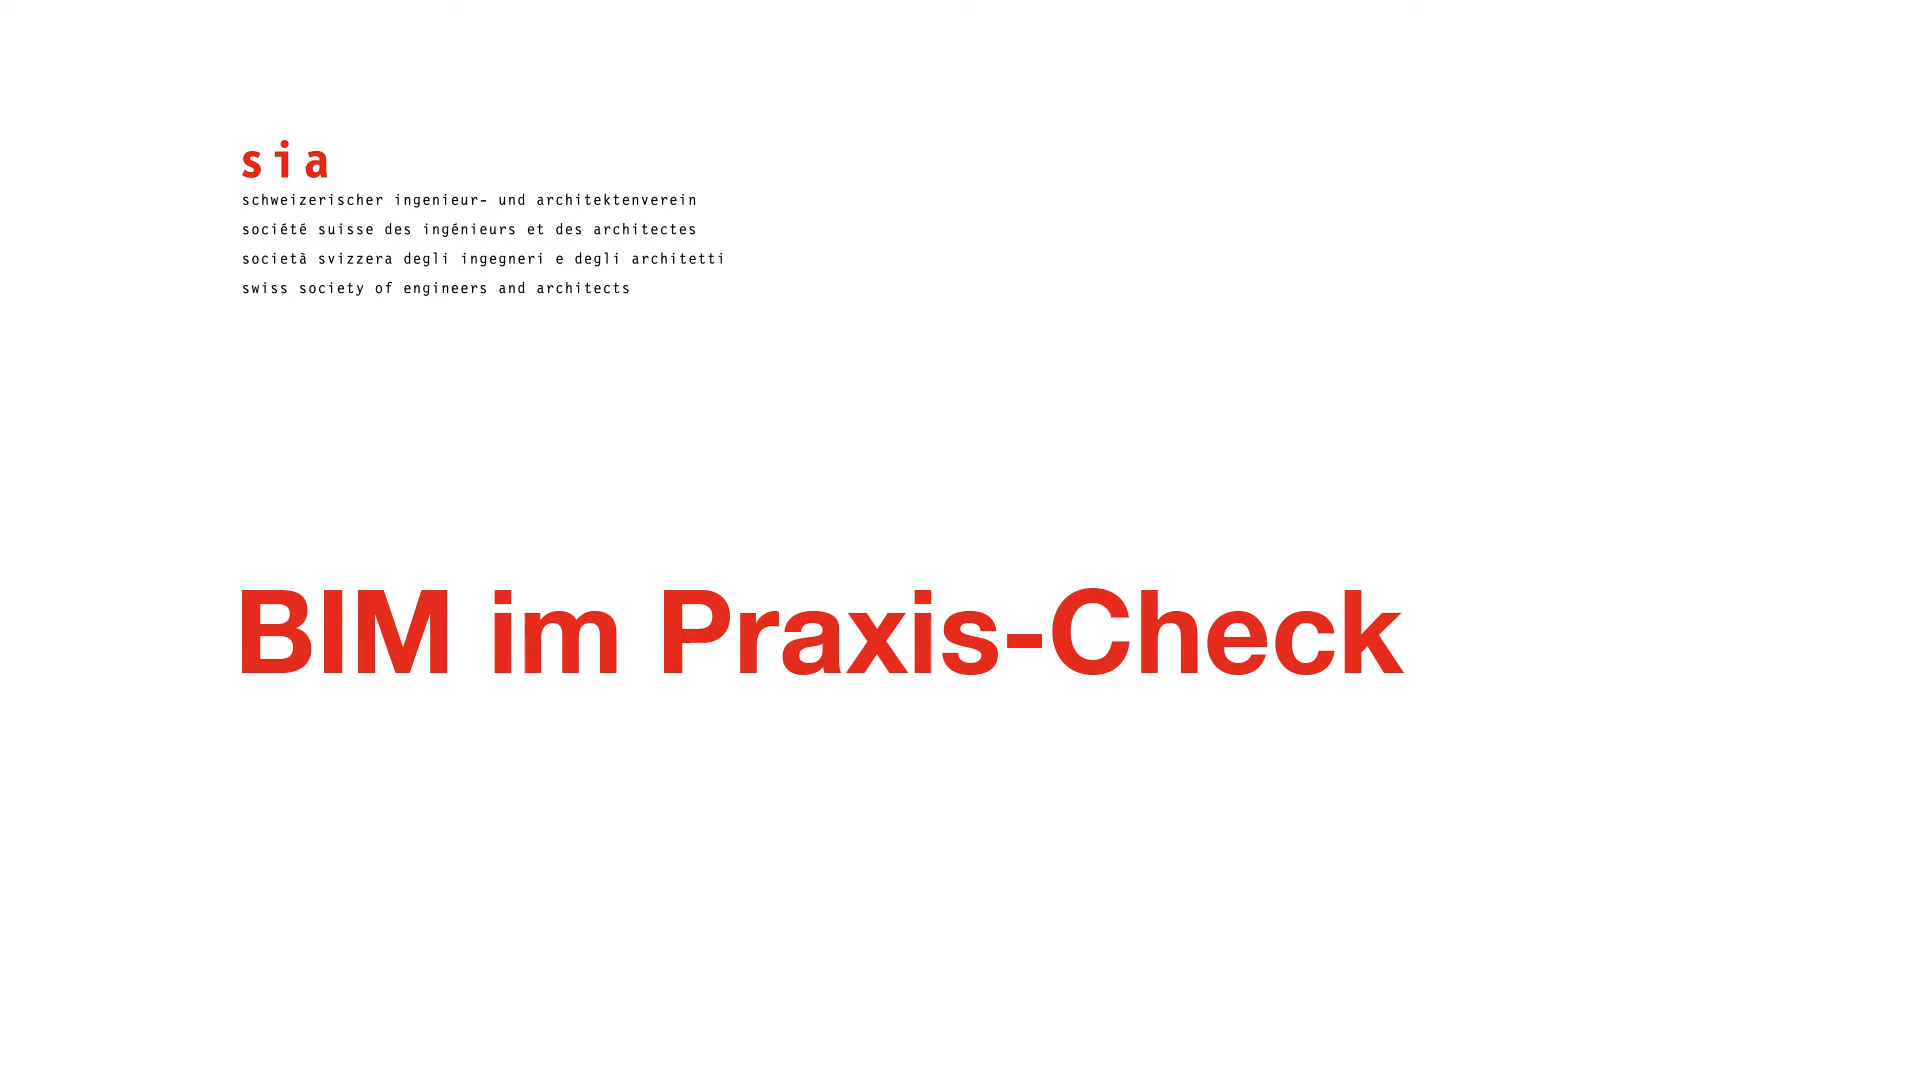 sia
schweizerischer ingenieur- und architektenverein
société suisse des ingénieurs et des architectes
società svizzera degli ingegneri e degli architetti
swiss society of engineers and architects
BIM im Praxis-Check